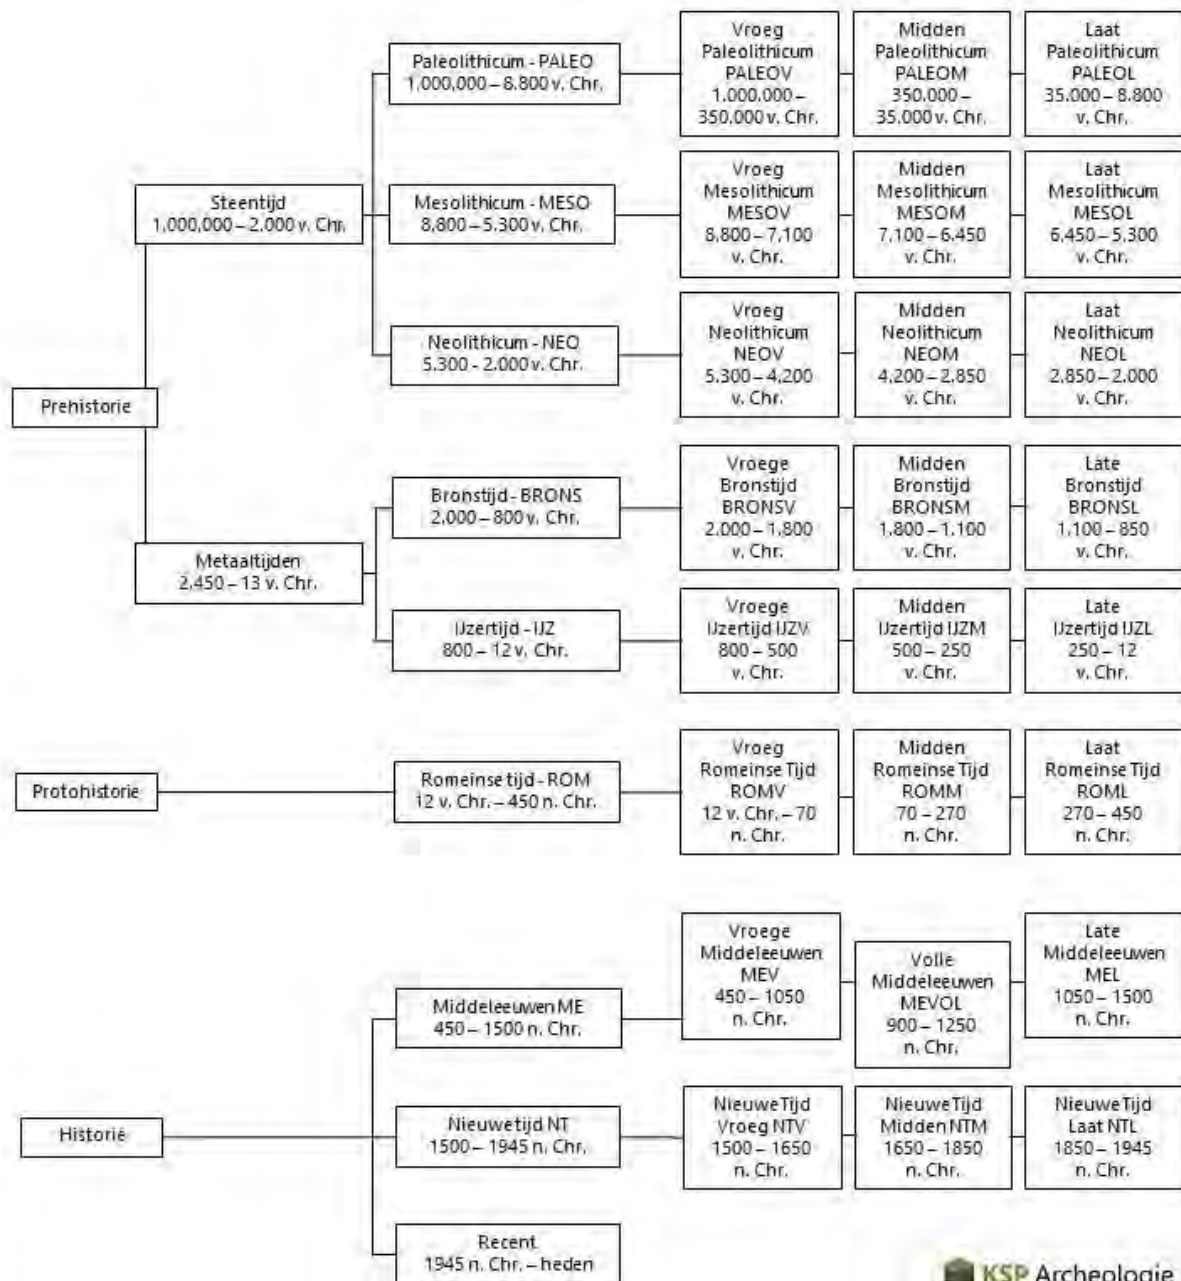 Prehistorie
Steentijd
1.000.000 – 2.000 v. Chr.
Paleolithicum - PALEO
1.000.000 – 8.800 v. Chr.
Vroeg
Paleolithicum
PALEOV
1.000.000 –
350.000 v. Chr.
Midden
Paleolithicum
PALEOM
350.000 –
35.000 v. Chr.
Laat
Paleolithicum
PALEOL
35.000 – 8.800
v. Chr.
Mesolithicum - MESO
8.800 – 5.300 v. Chr.
Vroeg
Mesolithicum
MESOV
8.800 – 7.100
v. Chr.
Midden
Mesolithicum
MESOM
7.100 – 6.450
v. Chr.
Laat
Mesolithicum
MESOL
6.450 – 5.300
v. Chr.
Neolithicum - NEO
5.300 - 2.000 v. Chr.
Vroeg
Neolithicum
NEOV
5.300 – 4.200
v. Chr.
Midden
Neolithicum
NEOM
4.200 – 2.850
v. Chr.
Laat
Neolithicum
NEOL
2.850 – 2.000
v. Chr.
Metaaltijden
2.450 – 13 v. Chr.
Bronstijd - BRONS
2.000 – 800 v. Chr.
Vroege
Bronstijd
BRONSV
2.000 – 1.800
v. Chr.
Midden
Bronstijd
BRONSM
1.800 – 1.100
v. Chr.
Late
Bronstijd
BRONSL
1.100 – 850
v. Chr.
IJzertijd - IJZ
800 – 12 v. Chr.
Vroege
IJzertijd IJZV
800 – 500
v. Chr.
Midden
IJzertijd IJZM
500 – 250
v. Chr.
Late
IJzertijd IJZL
250 – 12
v. Chr.
Protohistorie
Romeinse tijd - ROM
12 v. Chr. – 450 n. Chr.
Vroeg
Romeinse Tijd
ROMV
12 v. Chr. – 70
n. Chr.
Midden
Romeinse Tijd
ROMM
70 – 270
n. Chr.
Laat
Romeinse Tijd
ROML
270 – 450
n. Chr.
Historie
Middeleeuwen ME
450 – 1500 n. Chr.
Vroege
Middeleeuwen
MEV
450 – 1050
n. Chr.
Volle
Middeleeuwen
MEVOL
900 – 1250
n. Chr.
Late
Middeleeuwen
MEL
1050 – 1500
n. Chr.
Nieuwe tijd NT
1500 – 1945 n. Chr.
Nieuwe Tijd
Vroeg NTV
1500 – 1650
n. Chr.
Nieuwe Tijd
Midden NTM
1650 – 1850
n. Chr.
Nieuwe Tijd
Laat NTL
1850 – 1945
n. Chr.
Recent
1945 n. Chr. – heden
KSP Archeologie